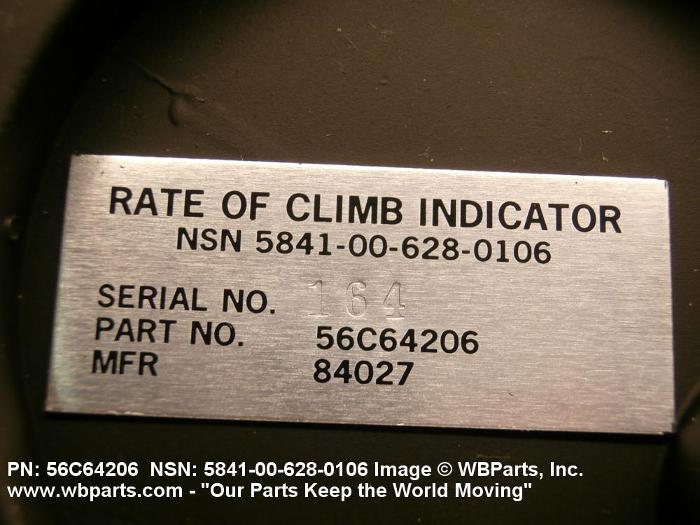 RATE OF CLIMB INDICATOR
NSN 5841-00-628-0106
SERIAL NO. 164
PART NO. 56C64206
MFR 84027
PN: 56C64206 NSN: 5841-00-628-0106 Image © WBParts, Inc.
www.wbparts.com - "Our Parts Keep the World Moving"